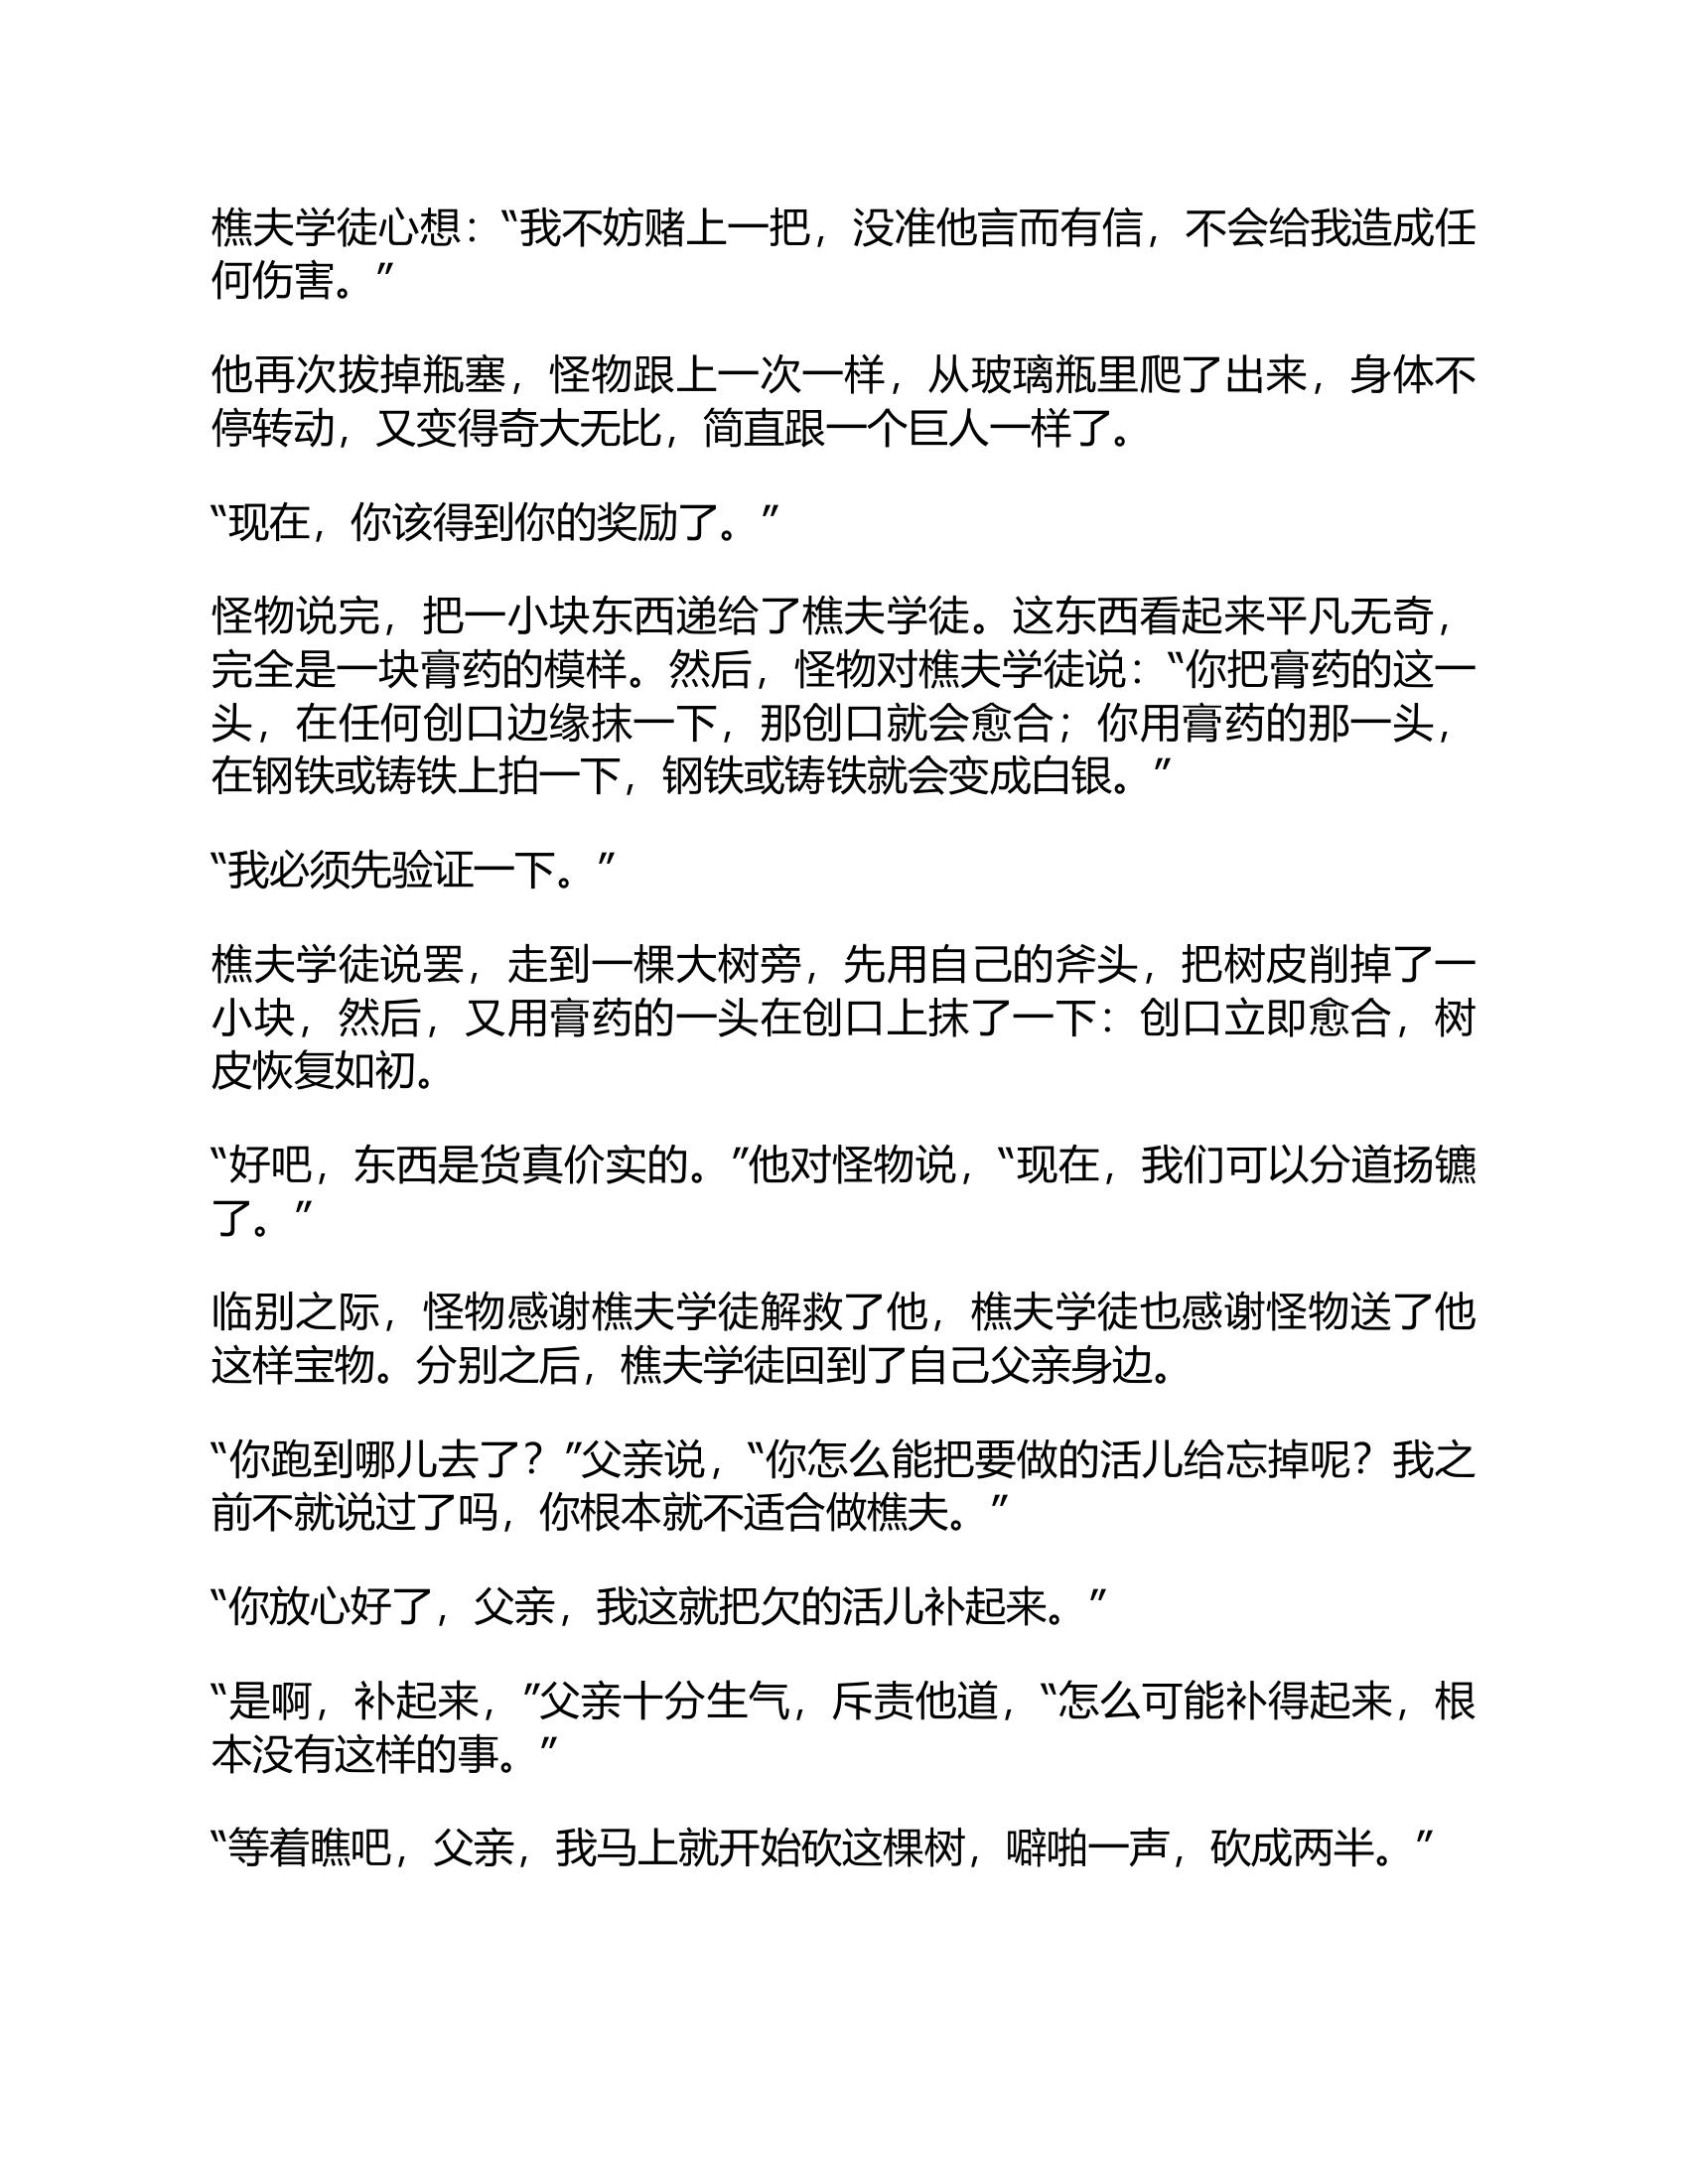 樵夫学徒心想：“我不妨赌上一把，没准他言而有信，不会给我造成任
何伤害。”
他再次拔掉瓶塞，怪物跟上一次一样，从玻璃瓶里爬了出来，身体不
停转动，又变得奇大无比，简直跟一个巨人一样了。
“现在，你该得到你的奖励了。”
怪物说完，把一小块东西递给了樵夫学徒。这东西看起来平凡无奇，
完全是一块膏药的模样。然后，怪物对樵夫学徒说：“你把膏药的这一
头，在任何创口边缘抹一下，那创口就会愈合；你用膏药的那一头，
在钢铁或铸铁上拍一下，钢铁或铸铁就会变成白银。”
“我必须先验证一下。”
樵夫学徒说罢，走到一棵大树旁，先用自己的斧头，把树皮削掉了一
小块，然后，又用膏药的一头在创口上抹了一下：创口立即愈合，树
皮恢复如初。
“好吧，东西是货真价实的。”他对怪物说，“现在，我们可以分道扬镳
了。”
临别之际，怪物感谢樵夫学徒解救了他，樵夫学徒也感谢怪物送了他
这样宝物。分别之后，樵夫学徒回到了自己父亲身边。
“你跑到哪儿去了？”父亲说，“你怎么能把要做的活儿给忘掉呢？我之
前不就说过了吗，你根本就不适合做樵夫。”
“你放心好了，父亲，我这就把欠的活儿补起来。”
“是啊，补起来，”父亲十分生气，斥责他道，“怎么可能补得起来，根
本没有这样的事。”
“等着瞧吧，父亲，我马上就开始砍这棵树，噼啪一声，砍成两半。”